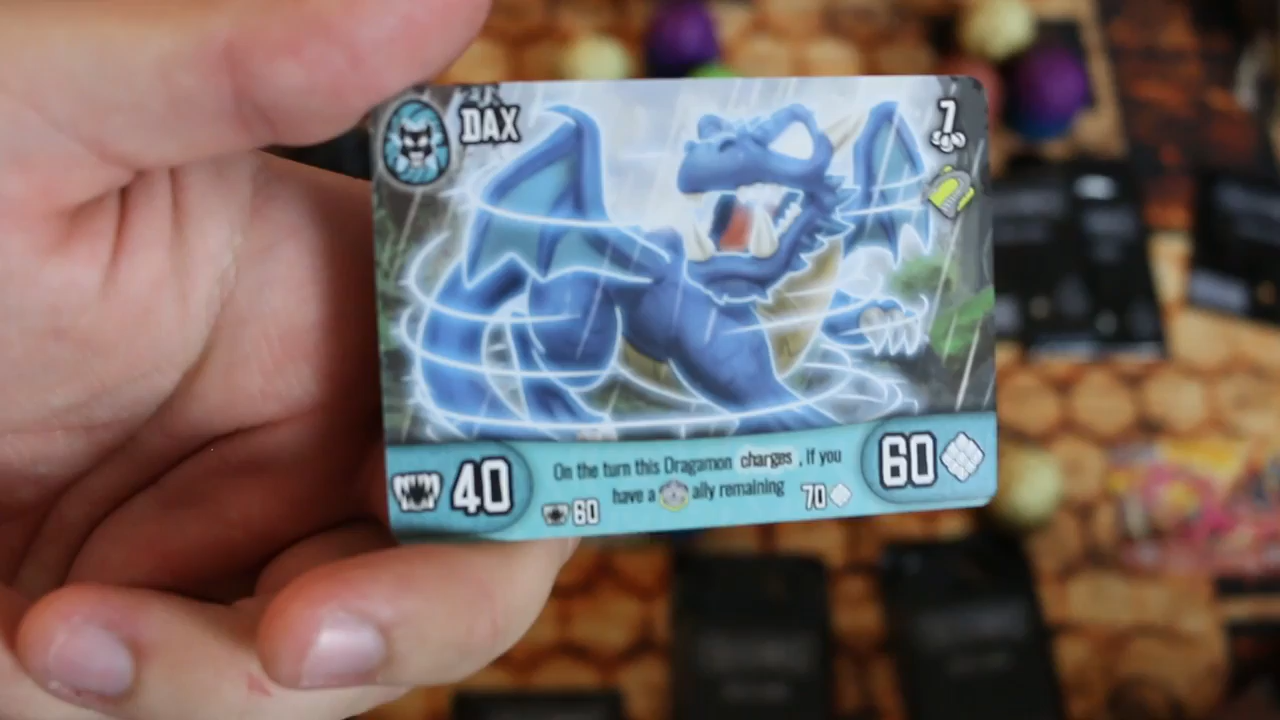 DAX
7
40
On the turn this Dragamon charges, if you
have a ally remaining
60
70
60